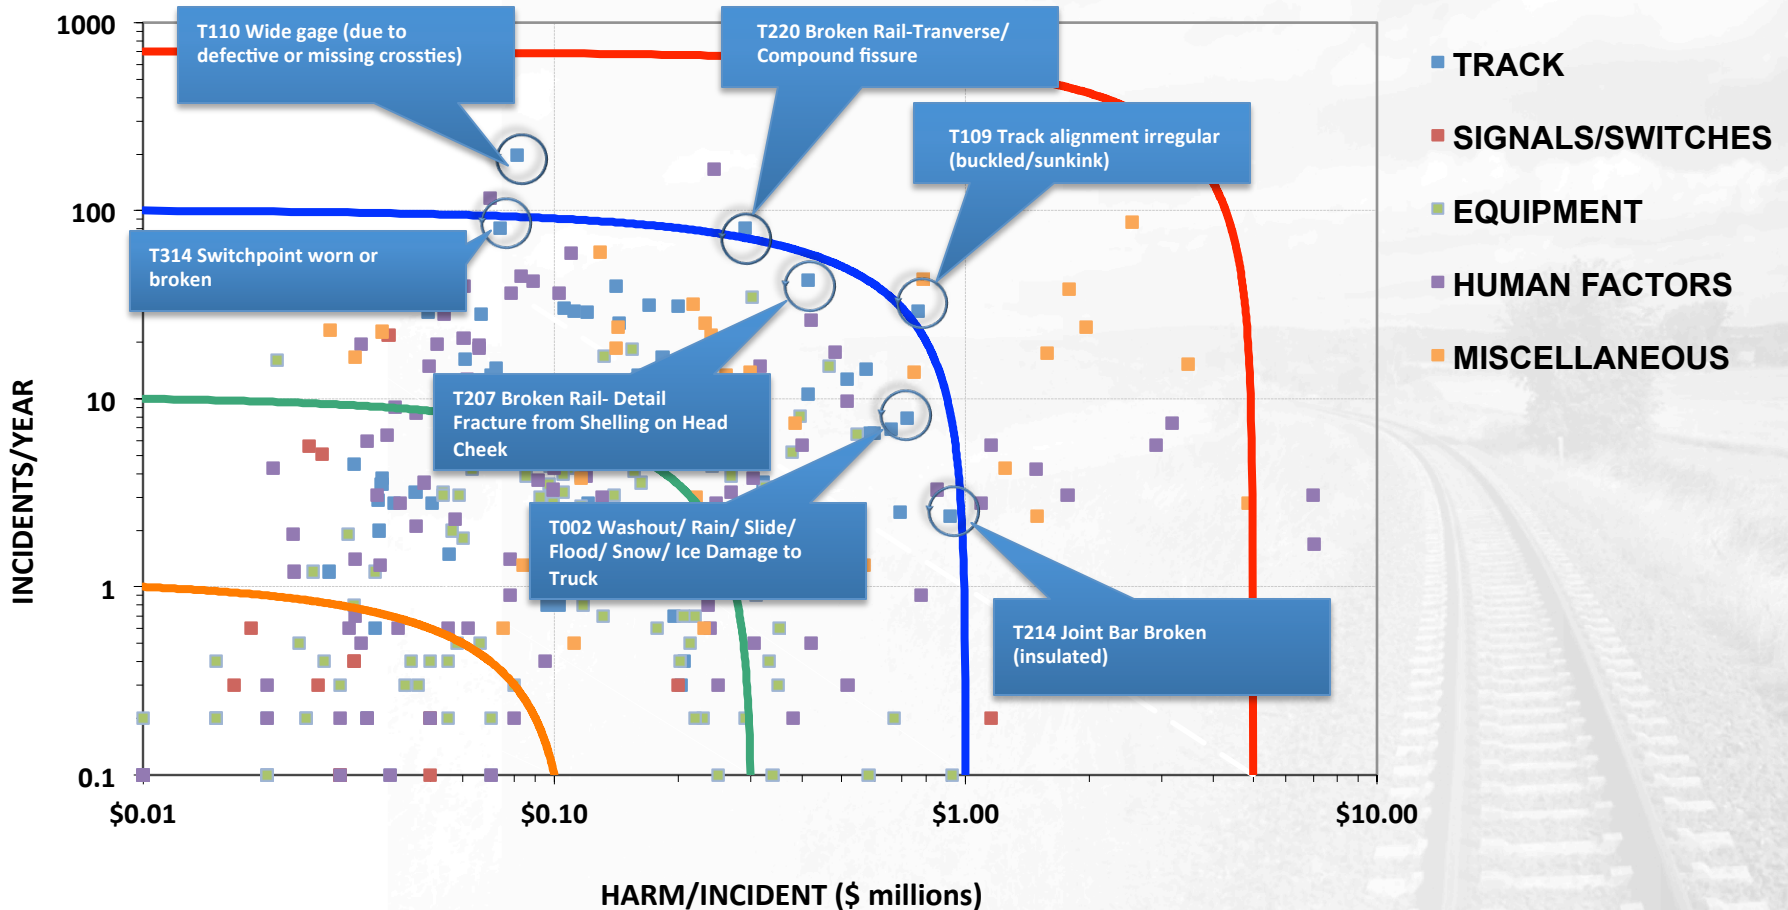 1000
100
10
1
0.1
INCIDENTS/YEAR
$0.01
$0.10
$1.00
$10.00
HARM/INCIDENT ($ millions)
T110 Wide gage (due to
defective or missing crossties)
T220 Broken Rail-Tranverse/
Compound fissure
T109 Track alignment irregular
(buckled/sunkink)
T314 Switchpoint worn or
broken
T207 Broken Rail- Detail
Fracture from Shelling on Head
Cheek
T002 Washout/ Rain/ Slide/
Flood/ Snow/ Ice Damage to
Truck
T214 Joint Bar Broken
(insulated)
TRACK
SIGNALS/SWITCHES
EQUIPMENT
HUMAN FACTORS
MISCELLANEOUS